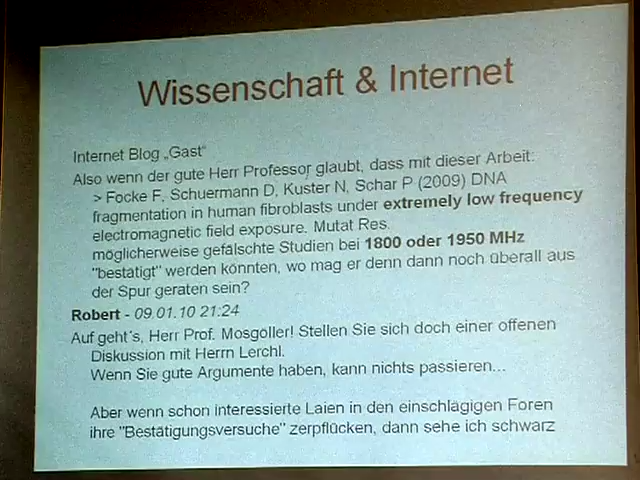 Wissenschaft & Internet
Internet Blog „Gast“
Also wenn der gute Herr Professor glaubt, dass mit dieser Arbeit:
> Focke F, Schuermann D, Kuster N, Schar P (2009) DNA
fragmentation in human fibroblasts under extremely low frequency
electromagnetic field exposure. Mutat Res.
möglicherweise gefälschte Studien bei 1800 oder 1950 MHz
"bestätigt" werden könnten, wo mag er denn dann noch überall aus
der Spur geraten sein?
Robert - 09.01.10 21:24
Auf geht´s, Herr Prof. Mosgöller! Stellen Sie sich doch einer offenen
Diskussion mit Herrn Lerchl.
Wenn Sie gute Argumente haben, kann nichts passieren...
Aber wenn schon interessierte Laien in den einschlägigen Foren
ihre "Bestätigungsversuche" zerpflücken, dann sehe ich schwarz